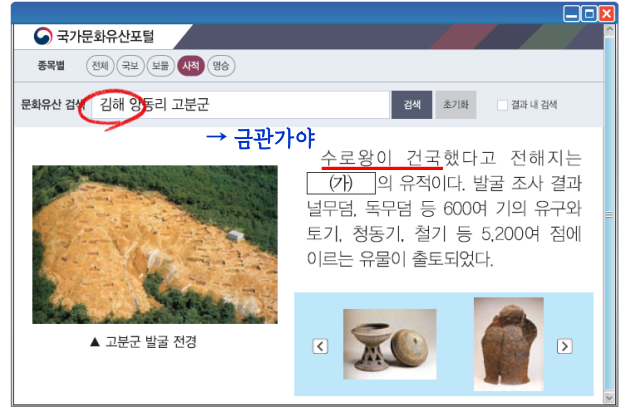 국가문화유산포털
종목별 전체 국보 보물 사적 명승
문화유산 검색 김해 양동리 고분군 검색 초기화 결과 내 검색
→ 금관가야
수로왕이 건국했다고 전해지는
(가) 의 유적이다. 발굴 조사 결과
널무덤, 독무덤 등 600여 기의 유구와
토기, 청동기, 철기 등 5,200여 점에
이르는 유물이 출토되었다.
▲ 고분군 발굴 전경